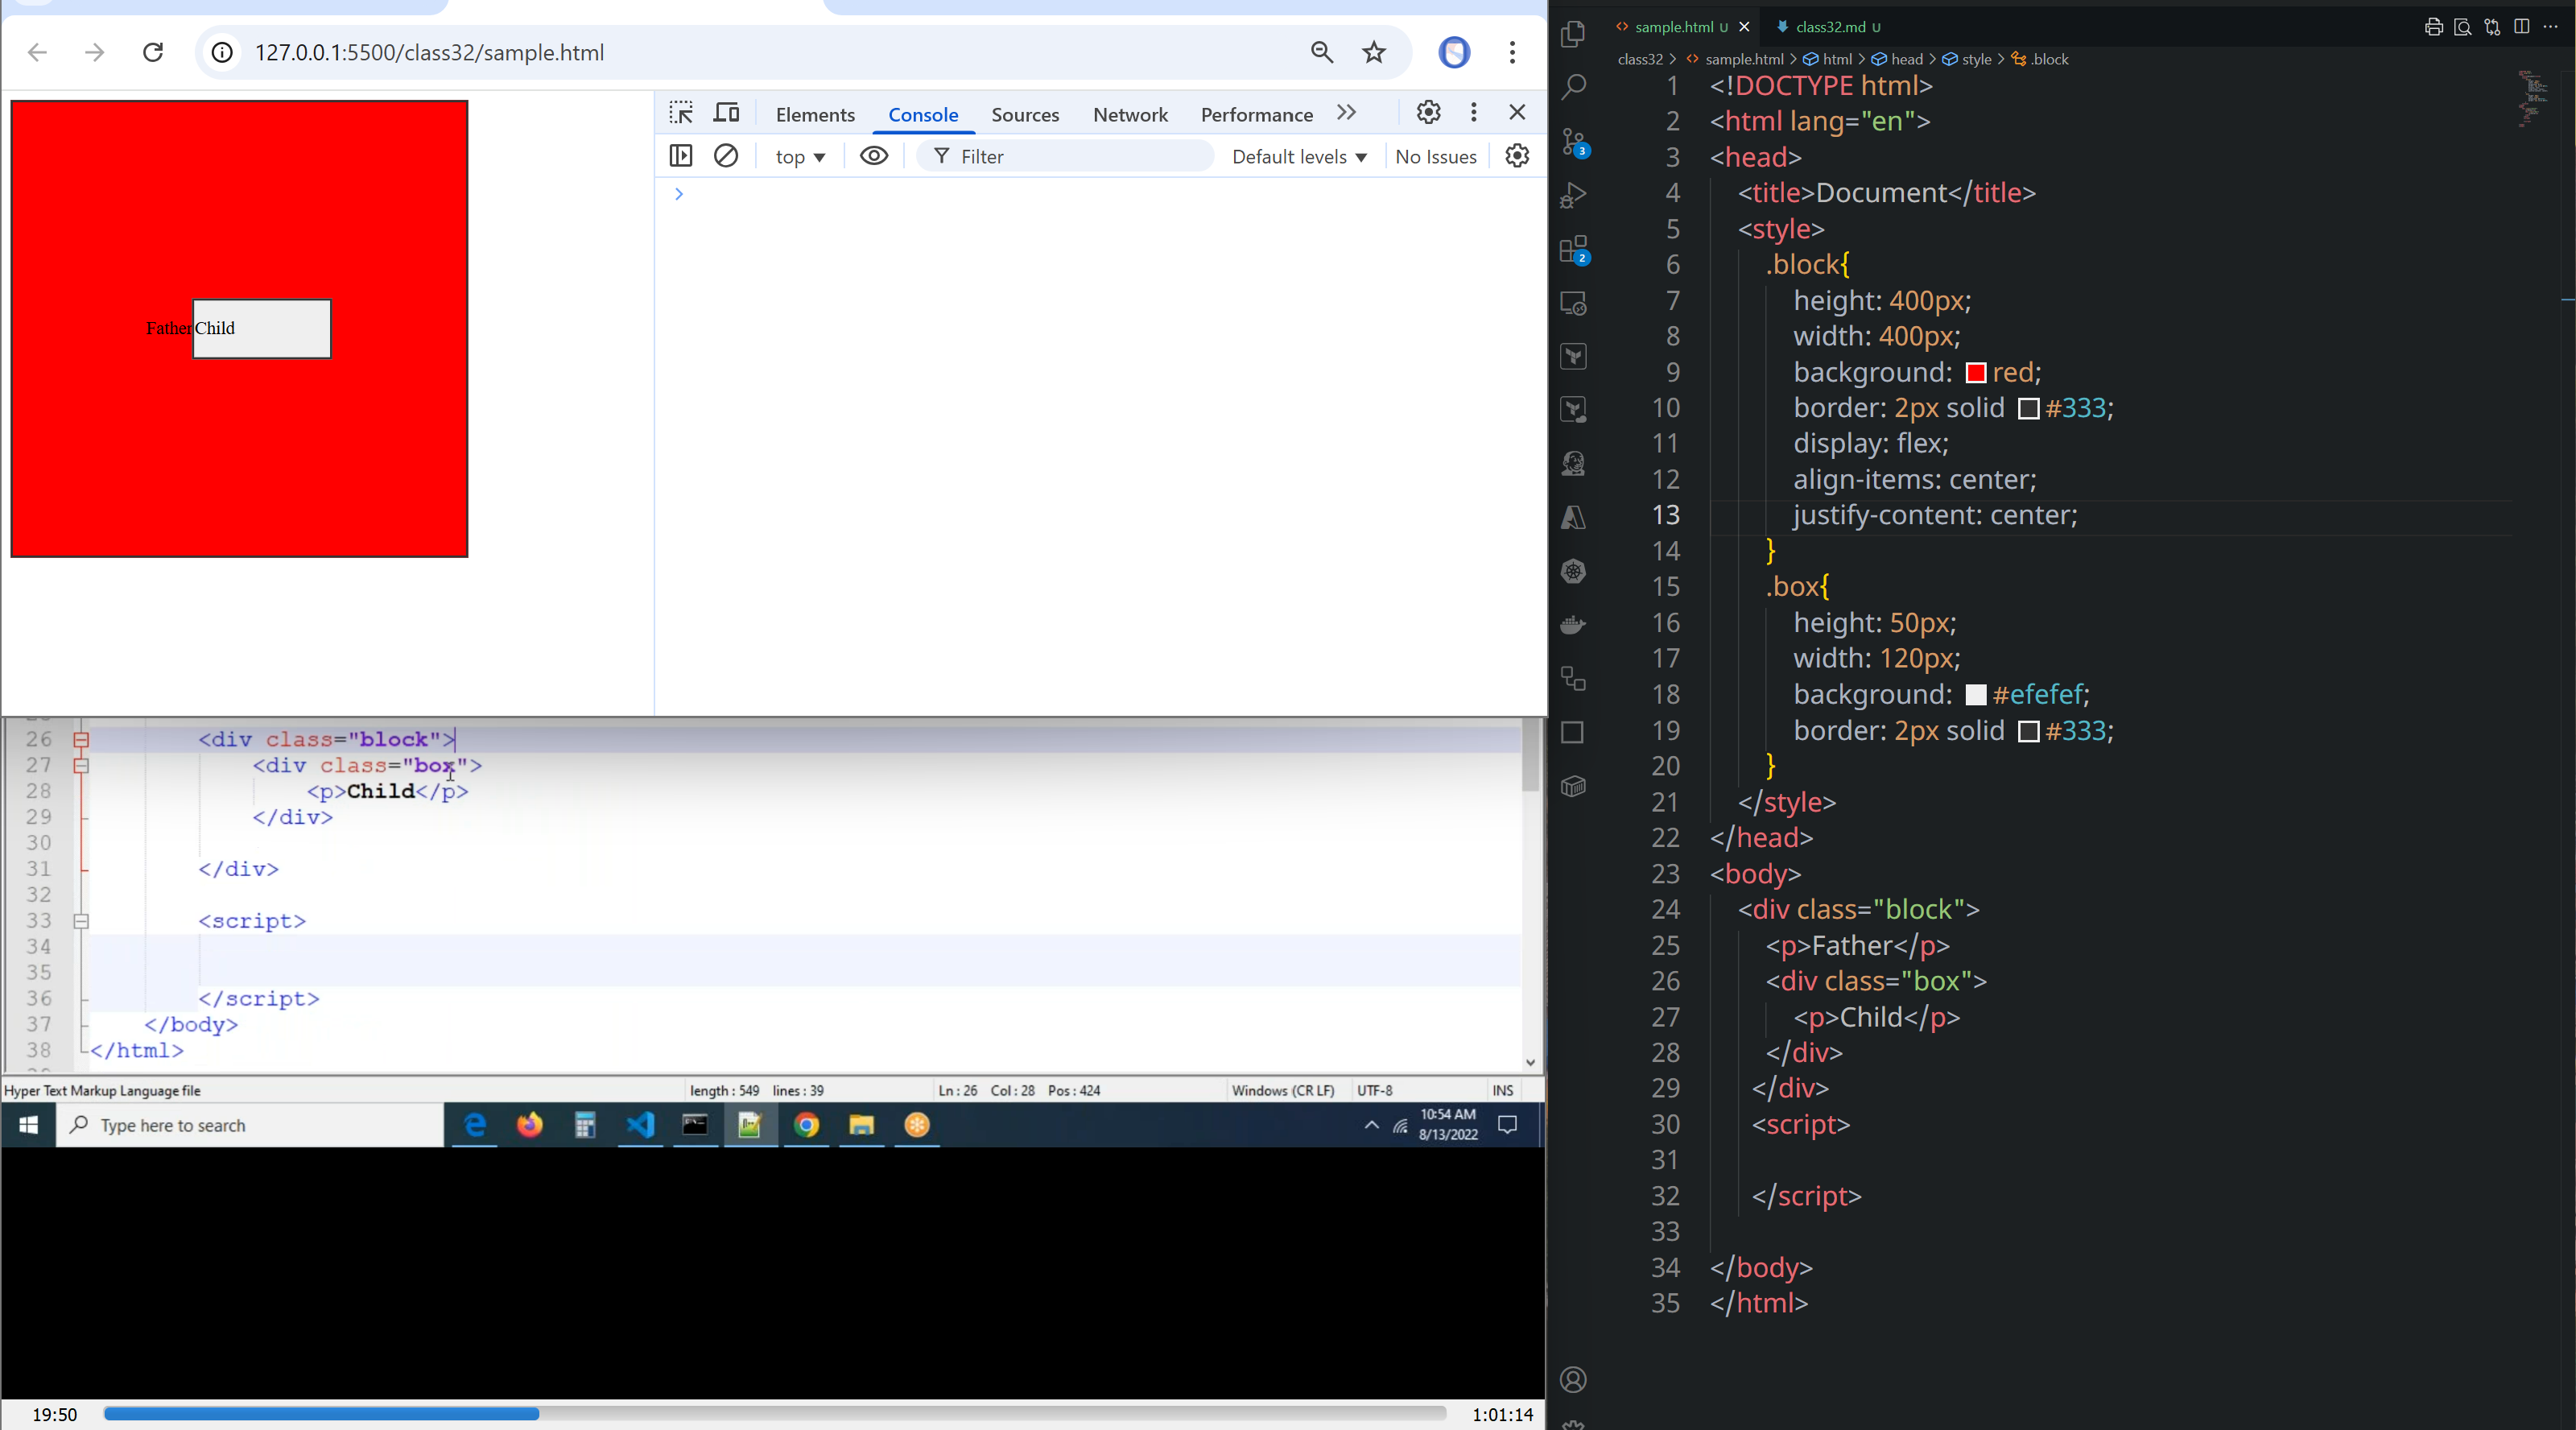 127.0.0.1:5500/class32/sample.html
Elements
Console
Sources
Network
Performance
top
Filter
Default levels
No Issues
Father
Child
26 <div class="block">
27 <div class="box">
28 <p>Child</p>
29 </div>
30
31 </div>
32
33 <script>
34
35
36 </script>
37 </body>
38 </html>
Hyper Text Markup Language file
length : 549 lines : 39
Ln : 26 Col : 28 Pos : 424
Windows (CR LF)
UTF-8
INS
Type here to search
10:54 AM
8/13/2022
19:50
1:01:14
sample.html U
class32.md U
class32 > sample.html > html > head > style > .block
3
2
1 <!DOCTYPE html>
2 <html lang="en">
3 <head>
4 <title>Document</title>
5 <style>
6 .block{
7 height: 400px;
8 width: 400px;
9 background: red;
10 border: 2px solid #333;
11 display: flex;
12 align-items: center;
13 justify-content: center;
14 }
15 .box{
16 height: 50px;
17 width: 120px;
18 background: #efefef;
19 border: 2px solid #333;
20 }
21 </style>
22 </head>
23 <body>
24 <div class="block">
25 <p>Father</p>
26 <div class="box">
27 <p>Child</p>
28 </div>
29 </div>
30 <script>
31
32 </script>
33
34 </body>
35 </html>